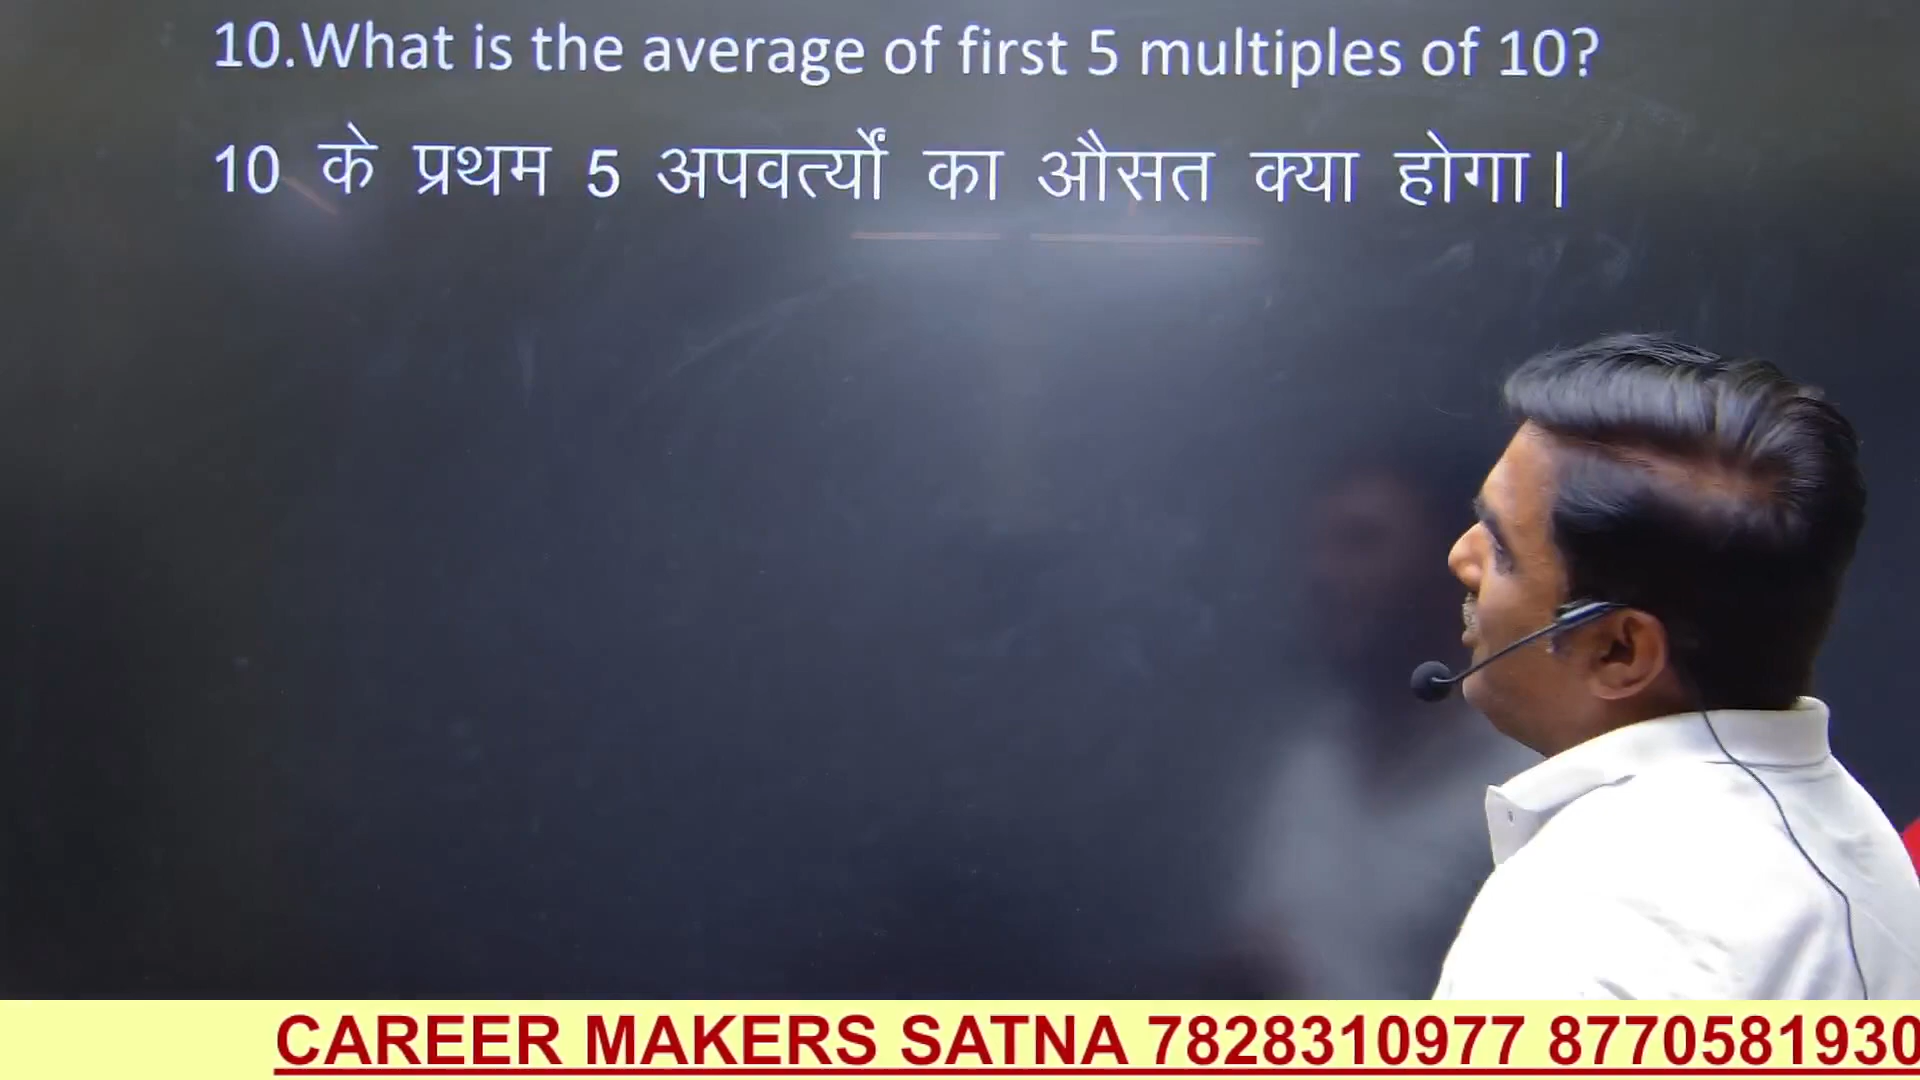 10.What is the average of first 5 multiples of 10?
10 के प्रथम 5 अपवर्त्यों का औसत क्या होगा।
CAREER MAKERS SATNA 7828310977 8770581930